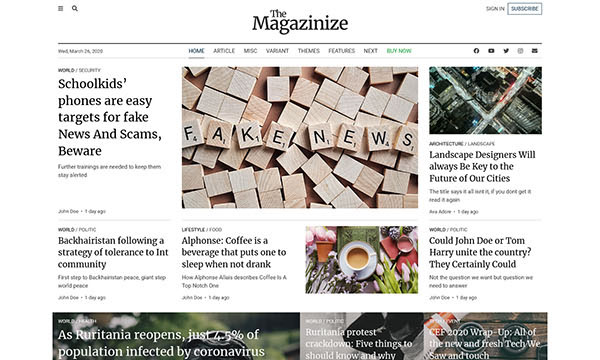 The
Magazinize
SIGN IN SUBSCRIBE
Wed, March 26, 2020
HOME ARTICLE MISC VARIANT THEMES FEATURES NEXT BUY NOW
WORLD / SECURITY
Schoolkids'
phones are easy
targets for fake
News And Scams,
Beware
Further trainings are needed to keep them
stay alerted
John Doe • 1 day ago
FAKE NEWS
ARCHITECTURE / LANDSCAPE
Landscape Designers Will
always Be Key to the
Future of Our Cities
The title says it all isnt it, if you dont get it
read it again
Ava Adore • 1 day ago
WORLD / POLITIC
Backhairistan following a
strategy of tolerance to Int
community
First step to Backhairistan peace, giant step
world peace
John Doe • 1 day ago
LIFESTYLE / FOOD
Alphonse: Coffee is a
beverage that puts one to
sleep when not drank
How Alphonse Allais describes Coffee Is A
Top Notch One
John Doe • 1 day ago
WORLD / POLITIC
Could John Doe or Tom
Harry unite the country?
They Certainly Could
Not the question we want but question we
need to answer
John Doe • 1 day ago
WORLD / HEALTH
As Ruritania reopens, just 4.5% of
population infected by coronavirus
WORLD / POLITIC
Ruritania protest
crackdown: Five things to
should know and why
EVENT
CEF 2020 Wrap-Up: All of
the new and fresh Tech We
Saw and touch